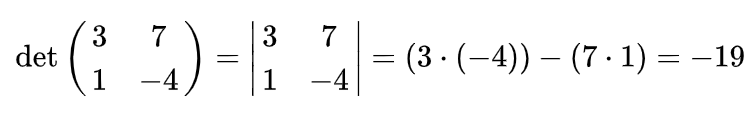 det ( 3 7 1 −4 ) = | 3 7 1 −4 | = (3 · (−4)) − (7 · 1) = −19